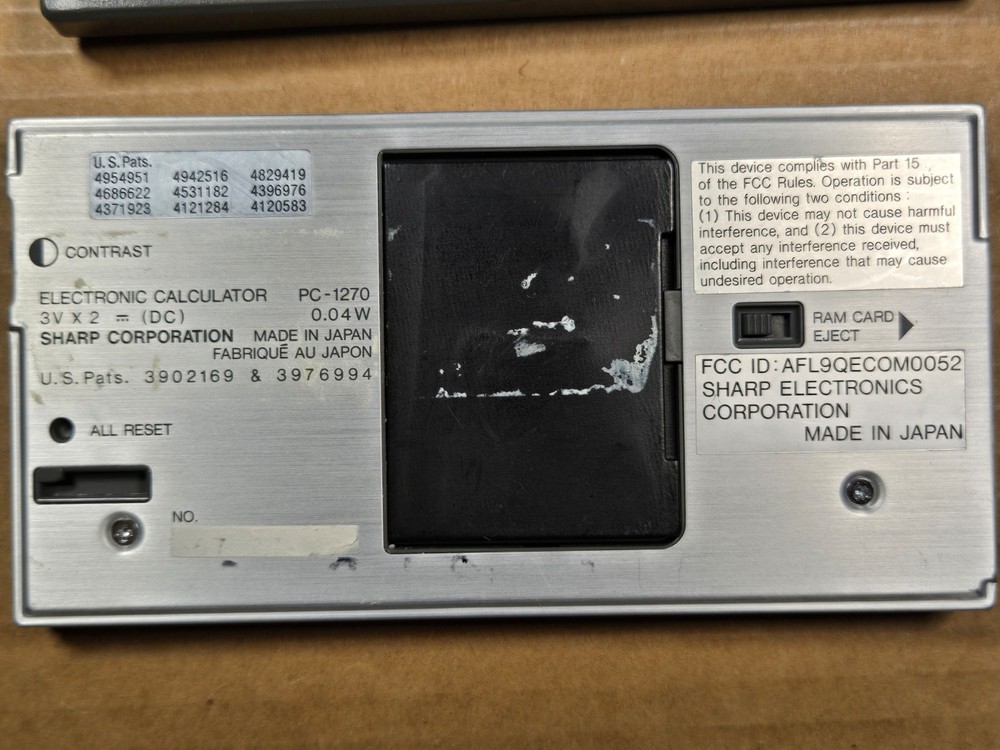 U.S.Pats.
4954951 4942516 4829419
4686622 4531182 4396976
4371923 4121284 4120583
CONTRAST
ELECTRONIC CALCULATOR PC-1270
3V X 2 ⎓ (DC) 0.04W
SHARP CORPORATION MADE IN JAPAN
FABRIQUÉ AU JAPON
U.S.Pats. 3902169 & 3976994
ALL RESET
NO.
This device complies with Part 15
of the FCC Rules. Operation is subject
to the following two conditions :
(1) This device may not cause harmful
interference, and (2) this device must
accept any interference received,
including interference that may cause
undesired operation.
RAM CARD
EJECT
FCC ID: AFL9QECOM0052
SHARP ELECTRONICS
CORPORATION
MADE IN JAPAN